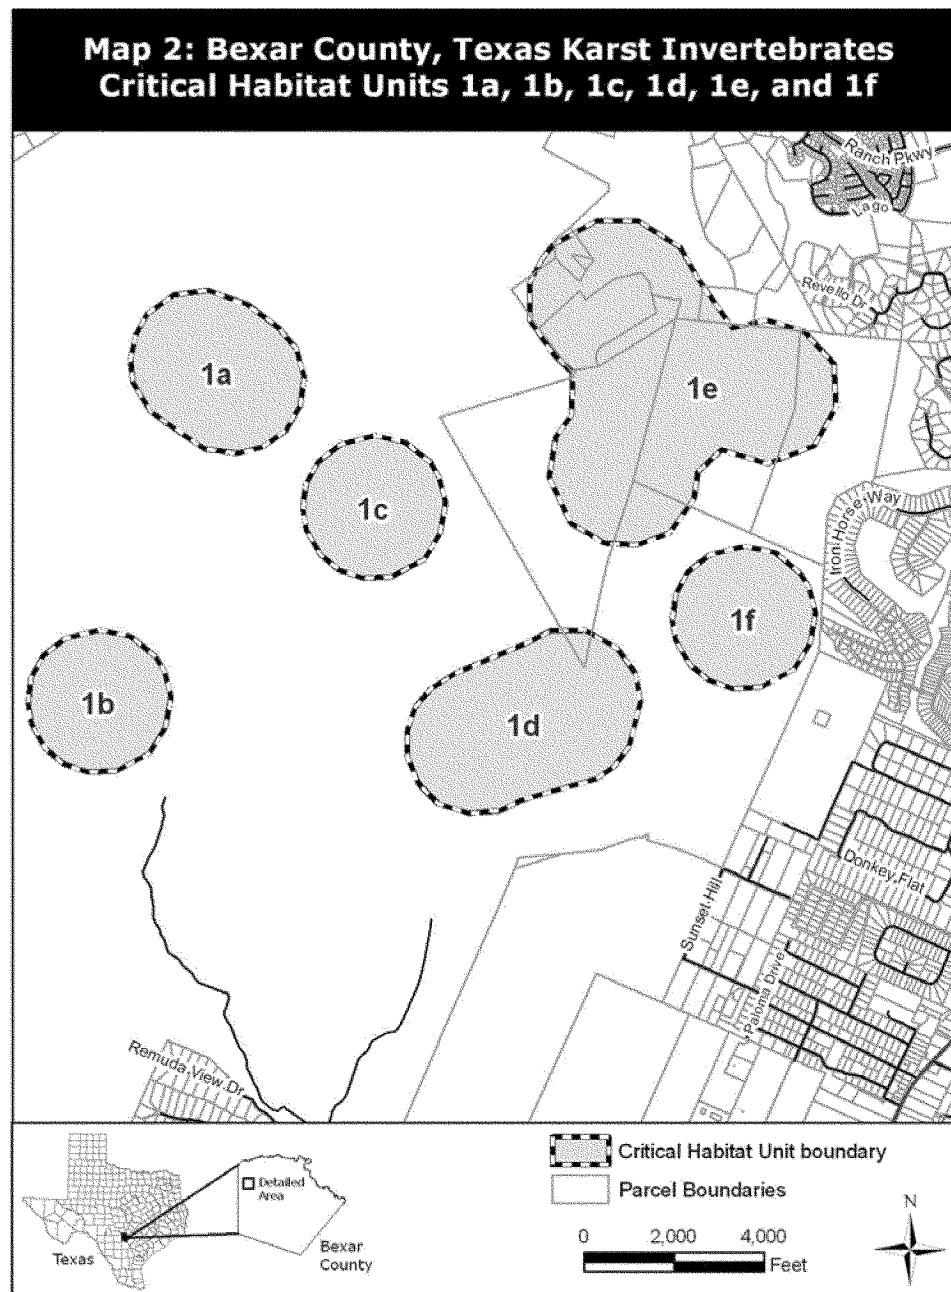 Map 2: Bexar County, Texas Karst Invertebrates
Critical Habitat Units 1a, 1b, 1c, 1d, 1e, and 1f
Ranch Pkwy
Lago
Revello Dr
1a
1e
1c
Iron Horse Way
1f
1b
1d
Donkey Flat
Sunset Hill
Paloma Drive
Remuda View Dr
Critical Habitat Unit boundary
Detailed
Area
Parcel Boundaries
N
0 2,000 4,000
Feet
Texas
Bexar
County